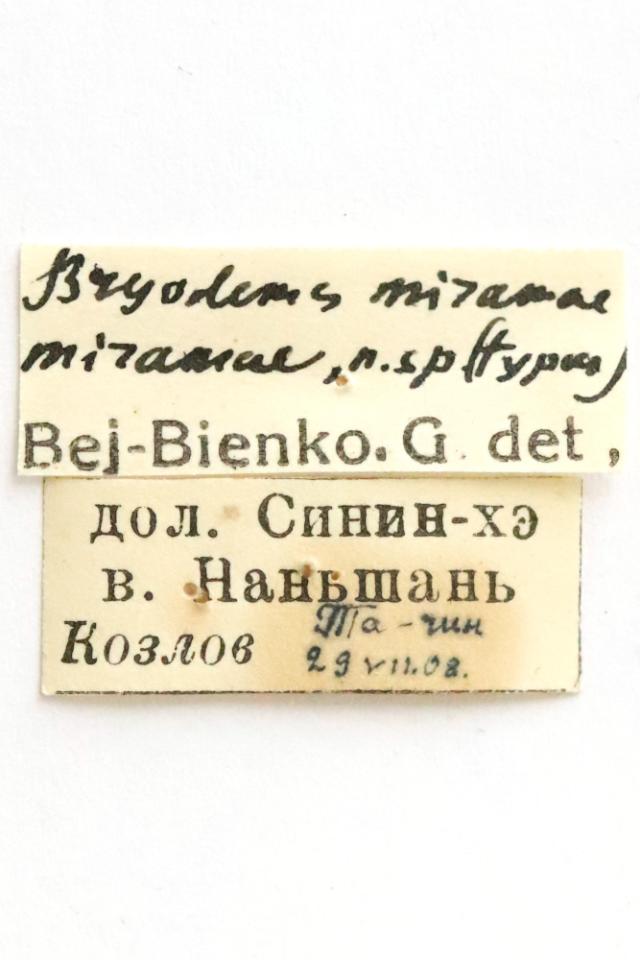 Bryodema miramae
miramae, n.sp (typus)
Bej-Bienko. G. det,
дол. Синин-хэ
в. Наньшань
Козлов Та-чин
29 VII.08.